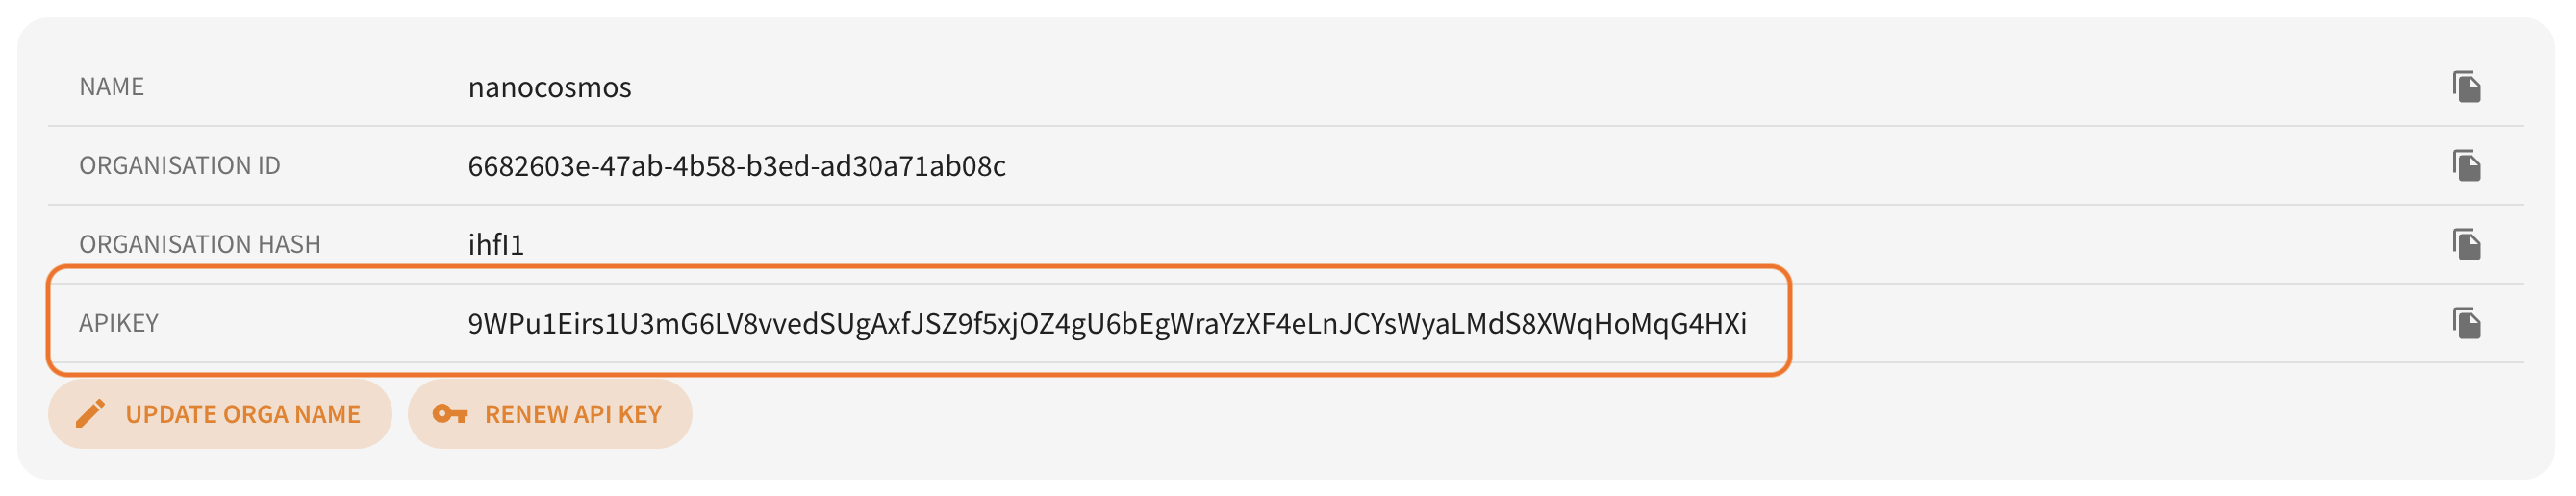 NAME nanocosmos
ORGANISATION ID 6682603e-47ab-4b58-b3ed-ad30a71ab08c
ORGANISATION HASH ihfI1
APIKEY 9WPu1Eirs1U3mG6LV8vvedSUgAxfJSZ9f5xjOZ4gU6bEgWraYzXF4eLnJCYsWyaLMdS8XWqHoMqG4HXi
UPDATE ORGA NAME RENEW API KEY